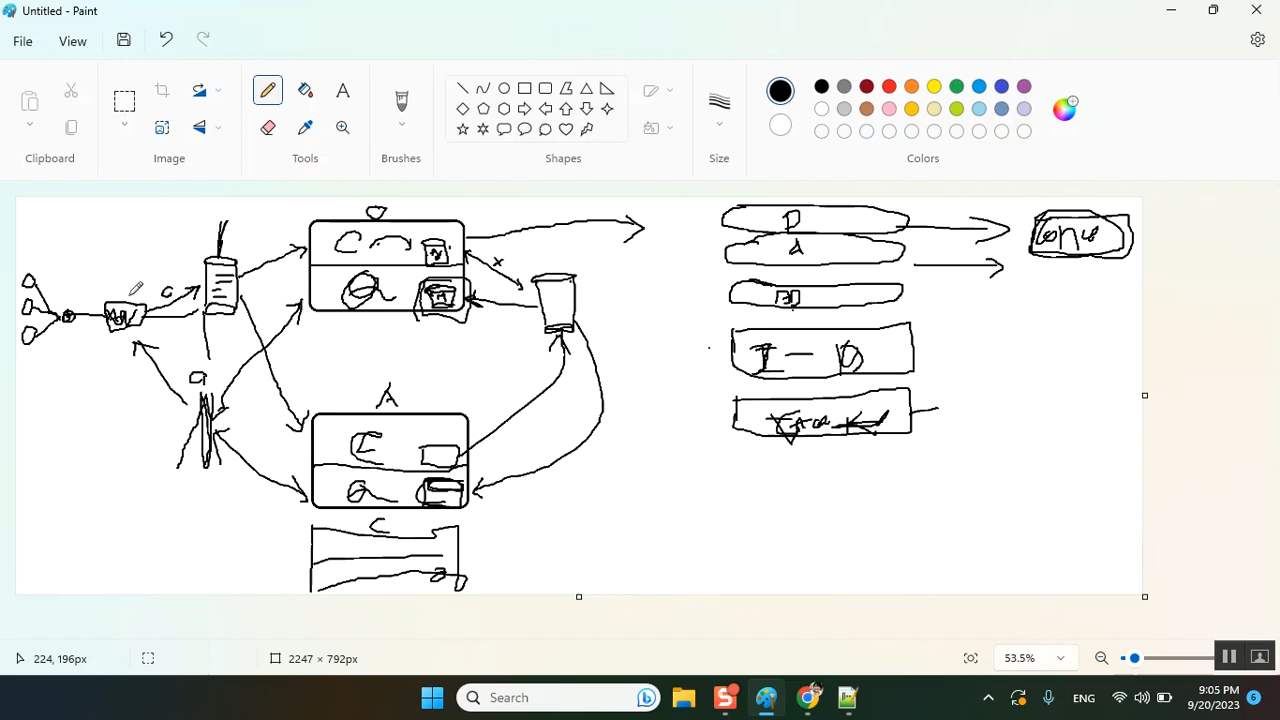 Untitled - Paint
File
View
Clipboard
Image
Tools
Brushes
Shapes
Size
Colors
A
C
C
a
A
E
Q
C
P
A
I - D
224, 196px
2247 × 792px
53.5%
Search
ENG
9:05 PM
9/20/2023
6